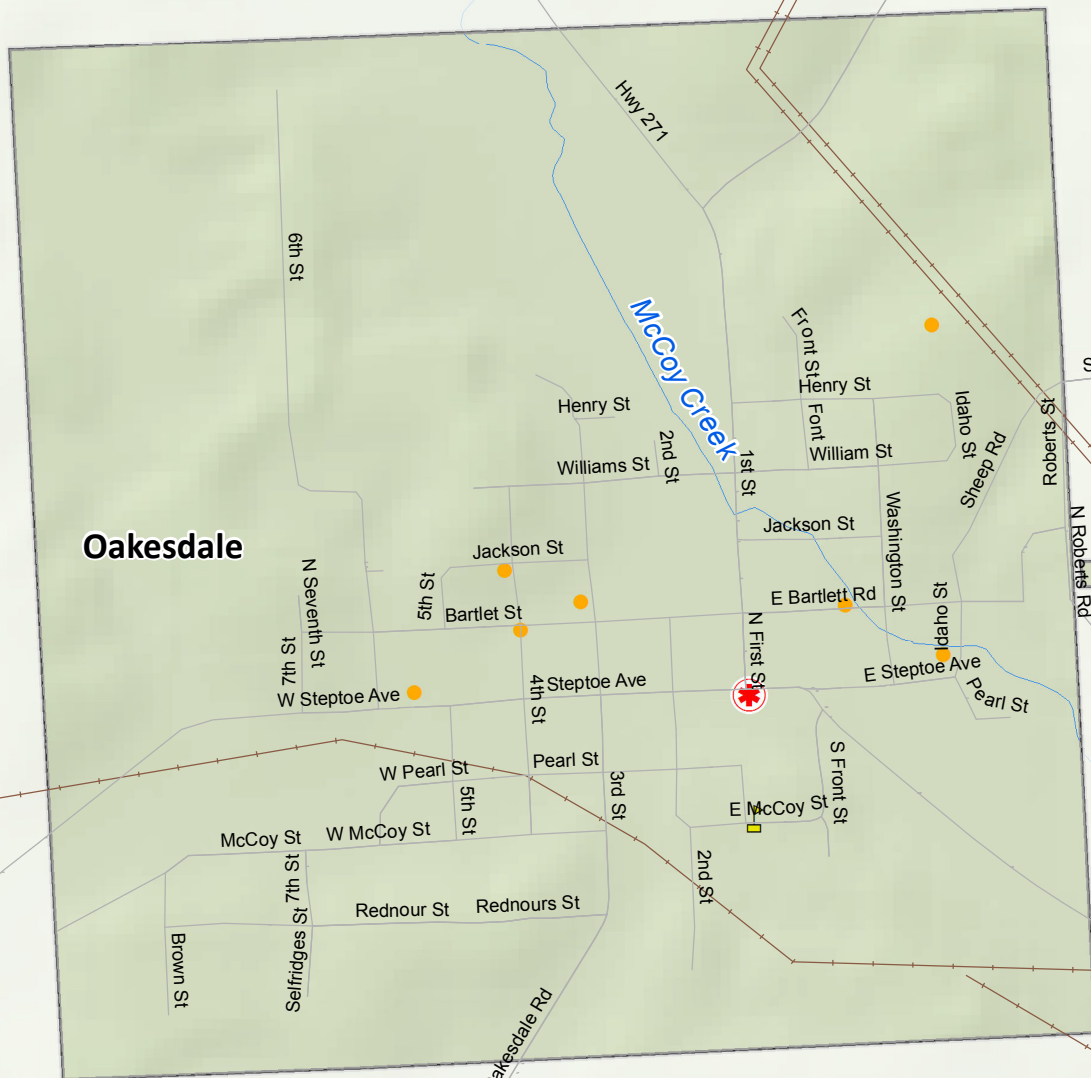 Hwy 271
6th St
McCoy Creek
Front St
S
Henry St
Henry St
Idaho St
Roberts St
Font
2nd St
1st St
William St
Sheep Rd
Williams St
Washington St
N Roberts Rd
Jackson St
Oakesdale
Jackson St
N Seventh St
5th St
E Bartlett Rd
Idaho St
Bartlet St
N First St
7th St
E Steptoe Ave
4th St
Steptoe Ave
W Steptoe Ave
Pearl St
S Front St
Pearl St
W Pearl St
3rd St
5th St
E McCoy St
W McCoy St
McCoy St
7th St
2nd St
Rednours St
Rednour St
Selfridges St
Brown St
akesdale Rd